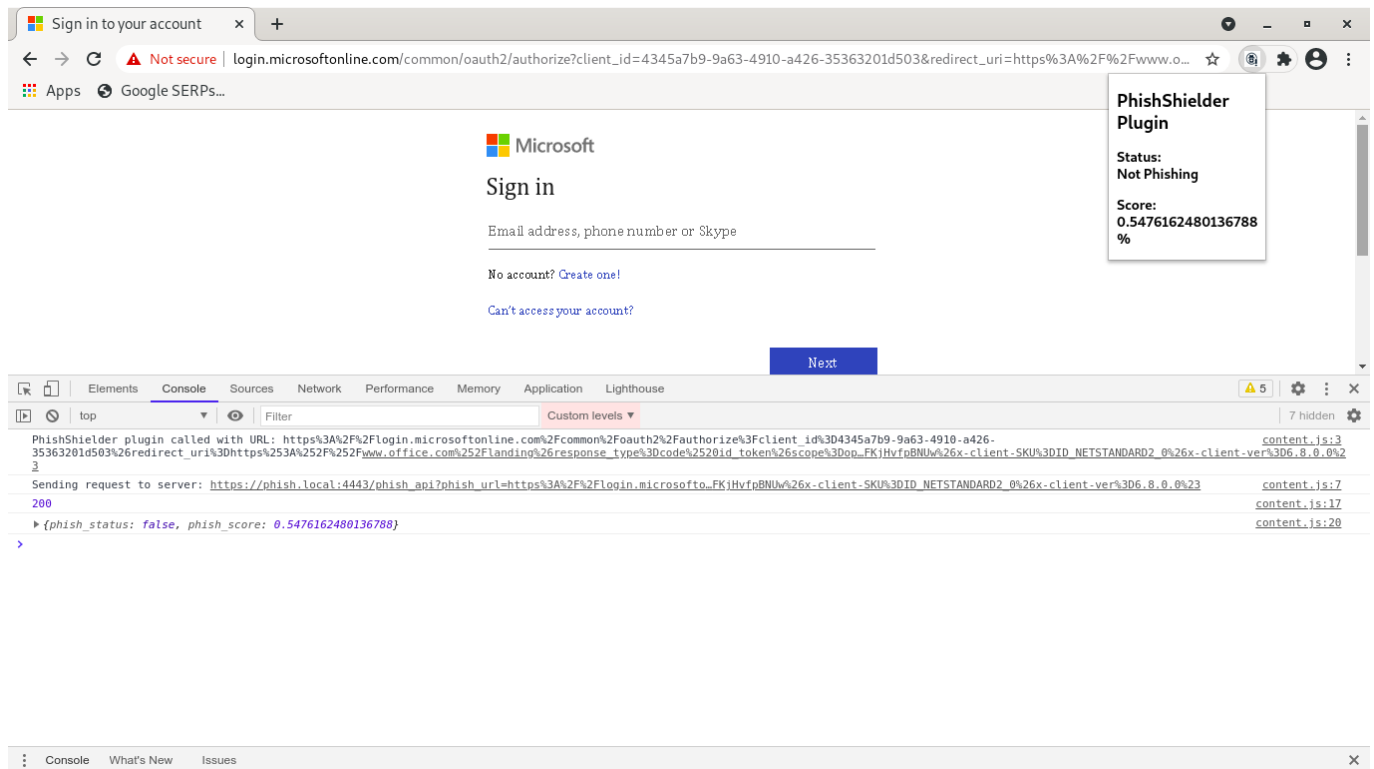 Sign in to your account
Not secure login.microsoftonline.com/common/oauth2/authorize?client_id=4345a7b9-9a63-4910-a426-35363201d503&redirect_uri=https%3A%2F%2Fwww.o...
Apps Google SERPs...
PhishShielder
Plugin
Status:
Not Phishing
Score:
0.5476162480136788
%
Microsoft
Sign in
Email address, phone number or Skype
No account? Create one!
Can't access your account?
Next
Elements Console Sources Network Performance Memory Application Lighthouse 5
top Filter Custom levels 7 hidden
PhishShielder plugin called with URL: https%3A%2F%2Flogin.microsoftonline.com%2Fcommon%2Foauth2%2Fauthorize%3Fclient_id%3D4345a7b9-9a63-4910-a426- content.js:3
35363201d503%26redirect_uri%3Dhttps%253A%252F%252Fwww.office.com%252Flanding%26response_type%3Dcode%2520id_token%26scope%3Dop…FKjHvfpBNUw%26x-client-SKU%3DID_NETSTANDARD2_0%26x-client-ver%3D6.8.0.0%2
3
Sending request to server: https://phish.local:4443/phish_api?phish_url=https%3A%2F%2Flogin.microsofto…FKjHvfpBNUw%26x-client-SKU%3DID_NETSTANDARD2_0%26x-client-ver%3D6.8.0.0%23 content.js:7
200 content.js:17
{phish_status: false, phish_score: 0.5476162480136788} content.js:20
Console What's New Issues